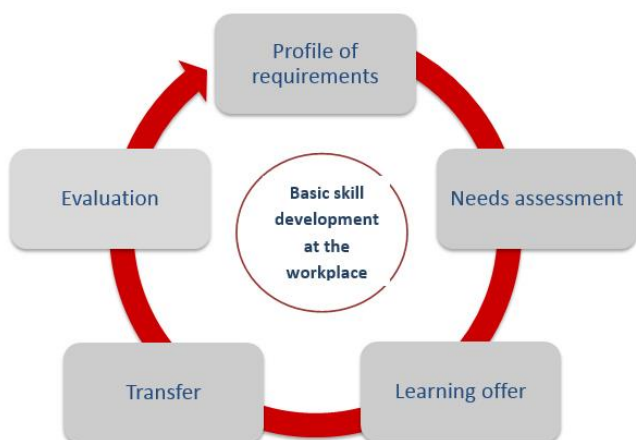 Profile of
requirements
Needs assessment
Learning offer
Transfer
Evaluation
Basic skill
development
at the
workplace